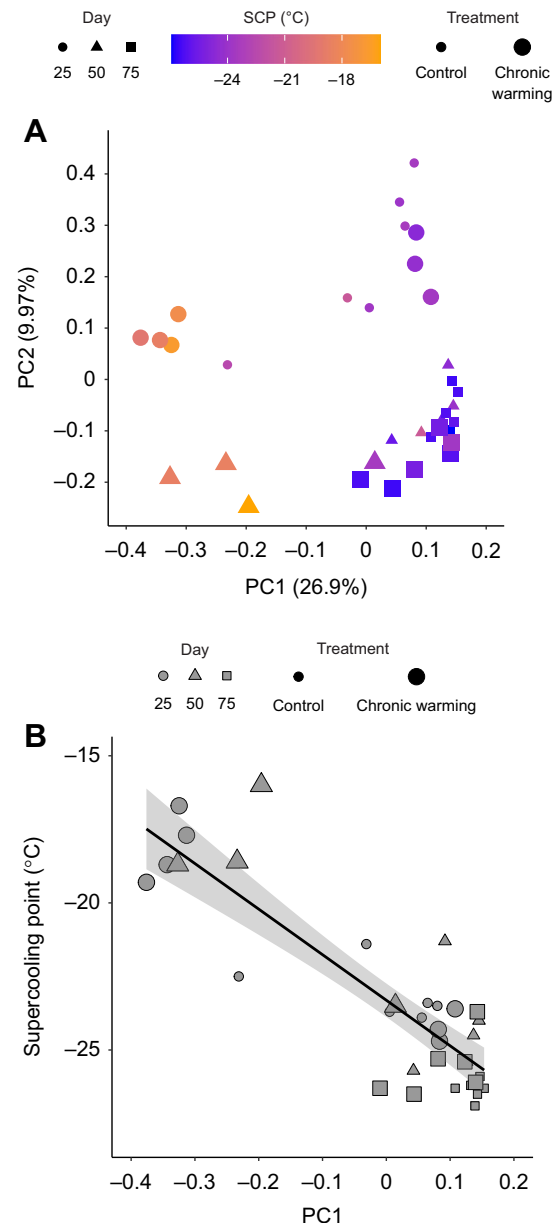 Day SCP (°C) Treatment
25 50 75 –24 –21 –18 Control Chronic
warming
A
0.4
0.3
0.2
0.1
0
–0.1
–0.2
PC2 (9.97%)
–0.4 –0.3 –0.2 –0.1 0 0.1 0.2
PC1 (26.9%)
Day Treatment
25 50 75 Control Chronic warming
B
–15
–20
–25
Supercooling point (°C)
–0.4 –0.3 –0.2 –0.1 0 0.1 0.2
PC1